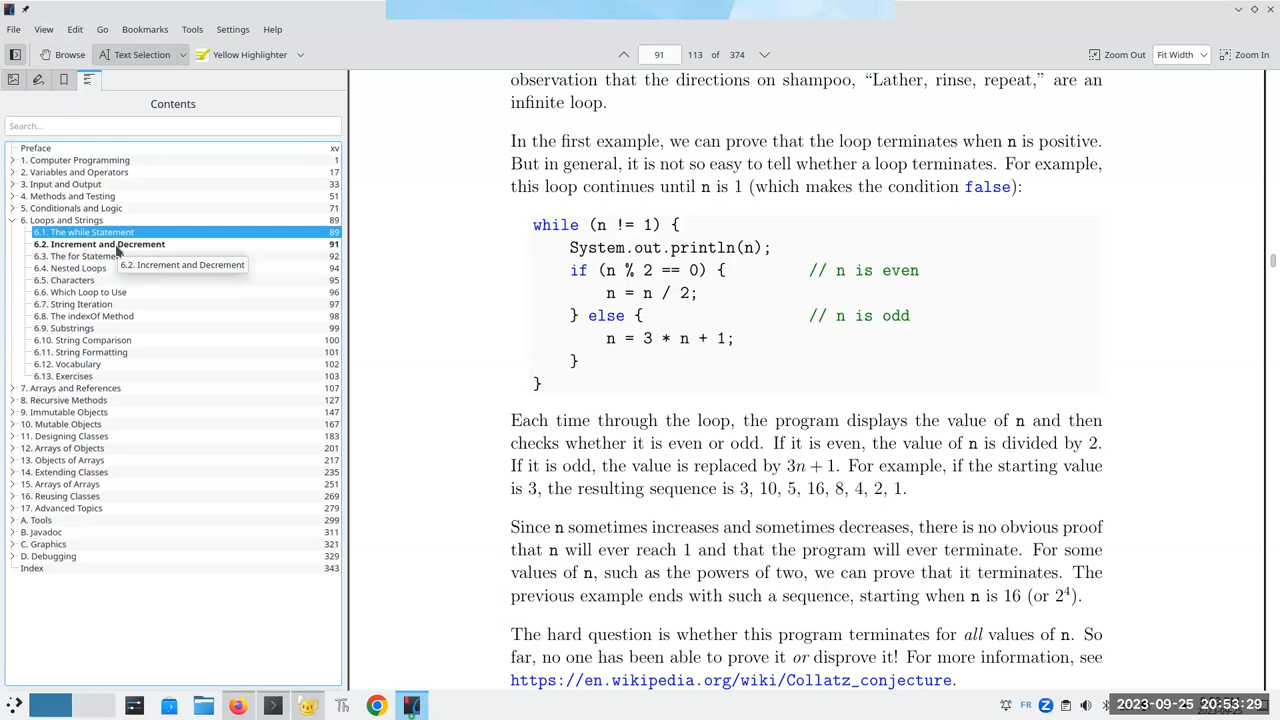 File View Edit Go Bookmarks Tools Settings Help
Browse Text Selection Yellow Highlighter 91 113 of 374 Zoom Out Fit Width Zoom In
Contents
Search...
Preface xv
1. Computer Programming 1
2. Variables and Operators 17
3. Input and Output 33
4. Methods and Testing 51
5. Conditionals and Logic 71
6. Loops and Strings 89
6.1. The while Statement 89
6.2. Increment and Decrement 91
6.3. The for Stateme 92
6.2. Increment and Decrement
6.4. Nested Loops 94
6.5. Characters 95
6.6. Which Loop to Use 96
6.7. String Iteration 97
6.8. The indexOf Method 98
6.9. Substrings 99
6.10. String Comparison 100
6.11. String Formatting 101
6.12. Vocabulary 102
6.13. Exercises 103
7. Arrays and References 107
8. Recursive Methods 127
9. Immutable Objects 147
10. Mutable Objects 167
11. Designing Classes 183
12. Arrays of Objects 201
13. Objects of Arrays 217
14. Extending Classes 235
15. Arrays of Arrays 251
16. Reusing Classes 269
17. Advanced Topics 279
A. Tools 299
B. Javadoc 311
C. Graphics 321
D. Debugging 329
Index 343
observation that the directions on shampoo, “Lather, rinse, repeat,” are an
infinite loop.
In the first example, we can prove that the loop terminates when n is positive.
But in general, it is not so easy to tell whether a loop terminates. For example,
this loop continues until n is 1 (which makes the condition false):
while (n != 1) {
System.out.println(n);
if (n % 2 == 0) { // n is even
n = n / 2;
} else { // n is odd
n = 3 * n + 1;
}
}
Each time through the loop, the program displays the value of n and then
checks whether it is even or odd. If it is even, the value of n is divided by 2.
If it is odd, the value is replaced by 3n + 1. For example, if the starting value
is 3, the resulting sequence is 3, 10, 5, 16, 8, 4, 2, 1.
Since n sometimes increases and sometimes decreases, there is no obvious proof
that n will ever reach 1 and that the program will ever terminate. For some
values of n, such as the powers of two, we can prove that it terminates. The
previous example ends with such a sequence, starting when n is 16 (or 2⁴).
The hard question is whether this program terminates for all values of n. So
far, no one has been able to prove it or disprove it! For more information, see
https://en.wikipedia.org/wiki/Collatz_conjecture.
Th FR 2023-09-25 20:53:29